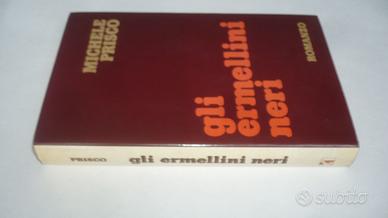 MICHELE
PRISCO
gli
ermellini
neri
ROMANZO
PRISCO
gli ermellini neri
subito